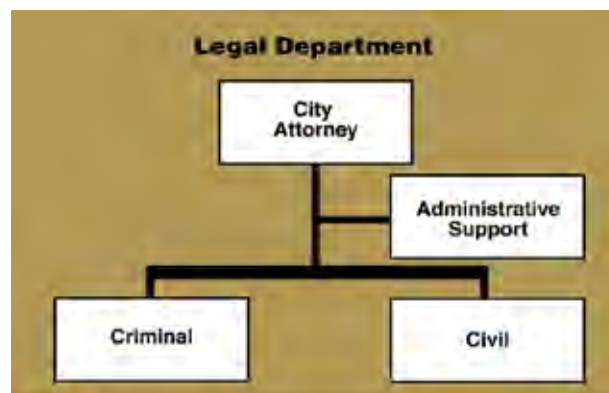 Legal Department
City
Attorney
Administrative
Support
Criminal
Civil